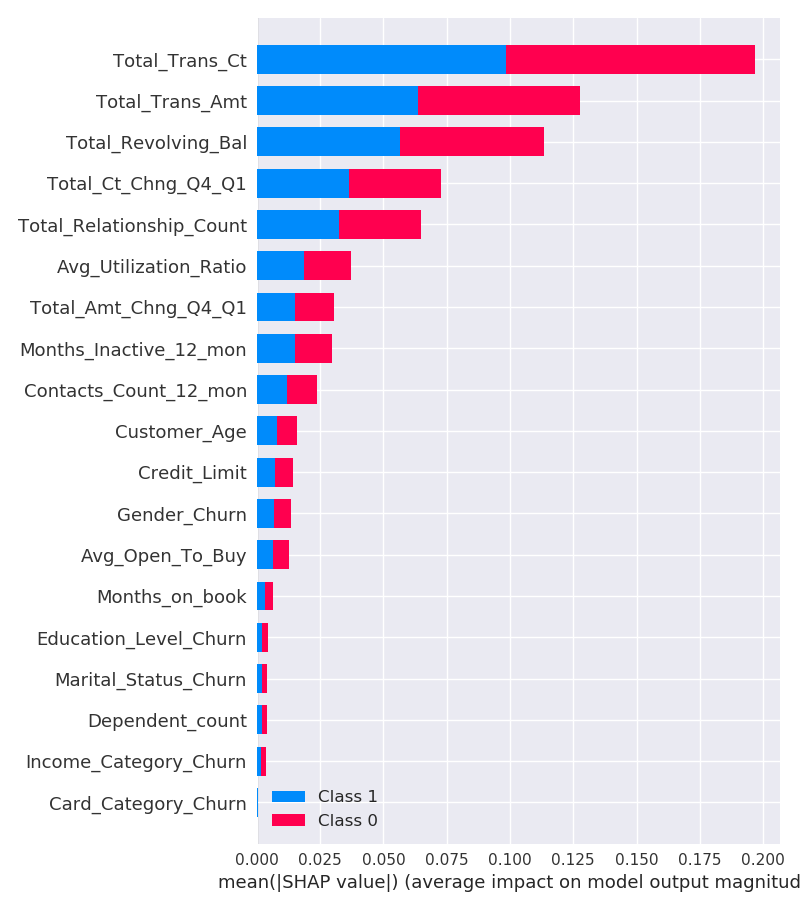 Total_Trans_Ct
Total_Trans_Amt
Total_Revolving_Bal
Total_Ct_Chng_Q4_Q1
Total_Relationship_Count
Avg_Utilization_Ratio
Total_Amt_Chng_Q4_Q1
Months_Inactive_12_mon
Contacts_Count_12_mon
Customer_Age
Credit_Limit
Gender_Churn
Avg_Open_To_Buy
Months_on_book
Education_Level_Churn
Marital_Status_Churn
Dependent_count
Income_Category_Churn
Card_Category_Churn
Class 1
Class 0
0.000 0.025 0.050 0.075 0.100 0.125 0.150 0.175 0.200
mean(|SHAP value|) (average impact on model output magnitud